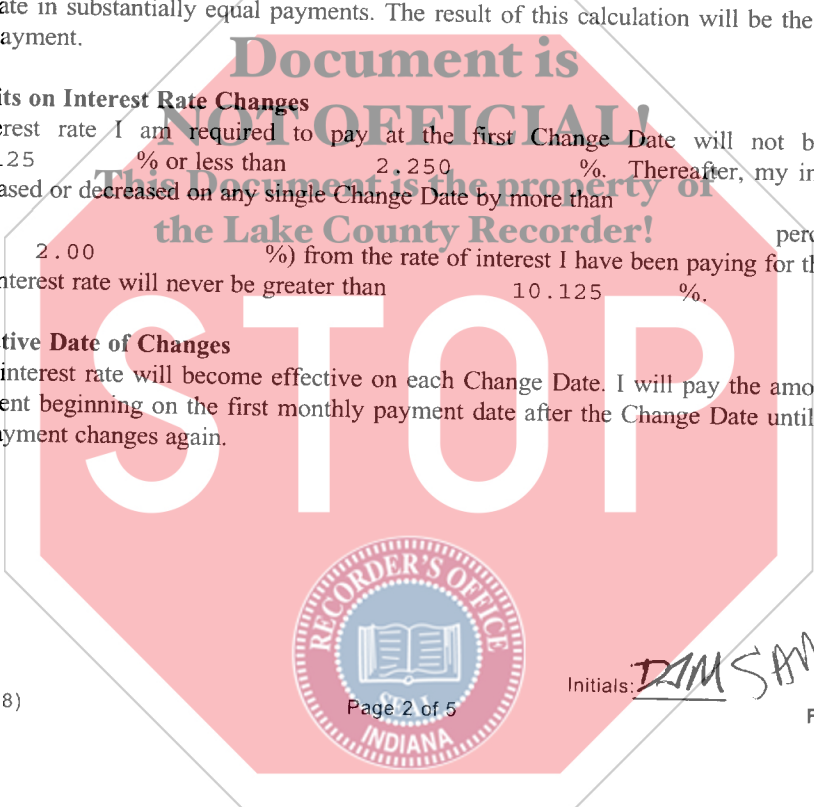 ate in substantially equal payments. The result of this calculation will be the
ayment.
Document is
its on Interest Rate Changes
NOT OFFICIAL!
erest rate I am required to pay at the first Change Date will not b
.25 % or less than 2.250 %. Thereafter, my in
This Document is the property of
ased or decreased on any single Change Date by more than
the Lake County Recorder!
perc
2.00 %) from the rate of interest I have been paying for th
nterest rate will never be greater than 10.125 %.
STOP
tive Date of Changes
interest rate will become effective on each Change Date. I will pay the amo
ent beginning on the first monthly payment date after the Change Date until
yment changes again.
RECORDER'S OFFICE
SEAL
INDIANA
Initials: DAM SAM
8)
Page 2 of 5
F